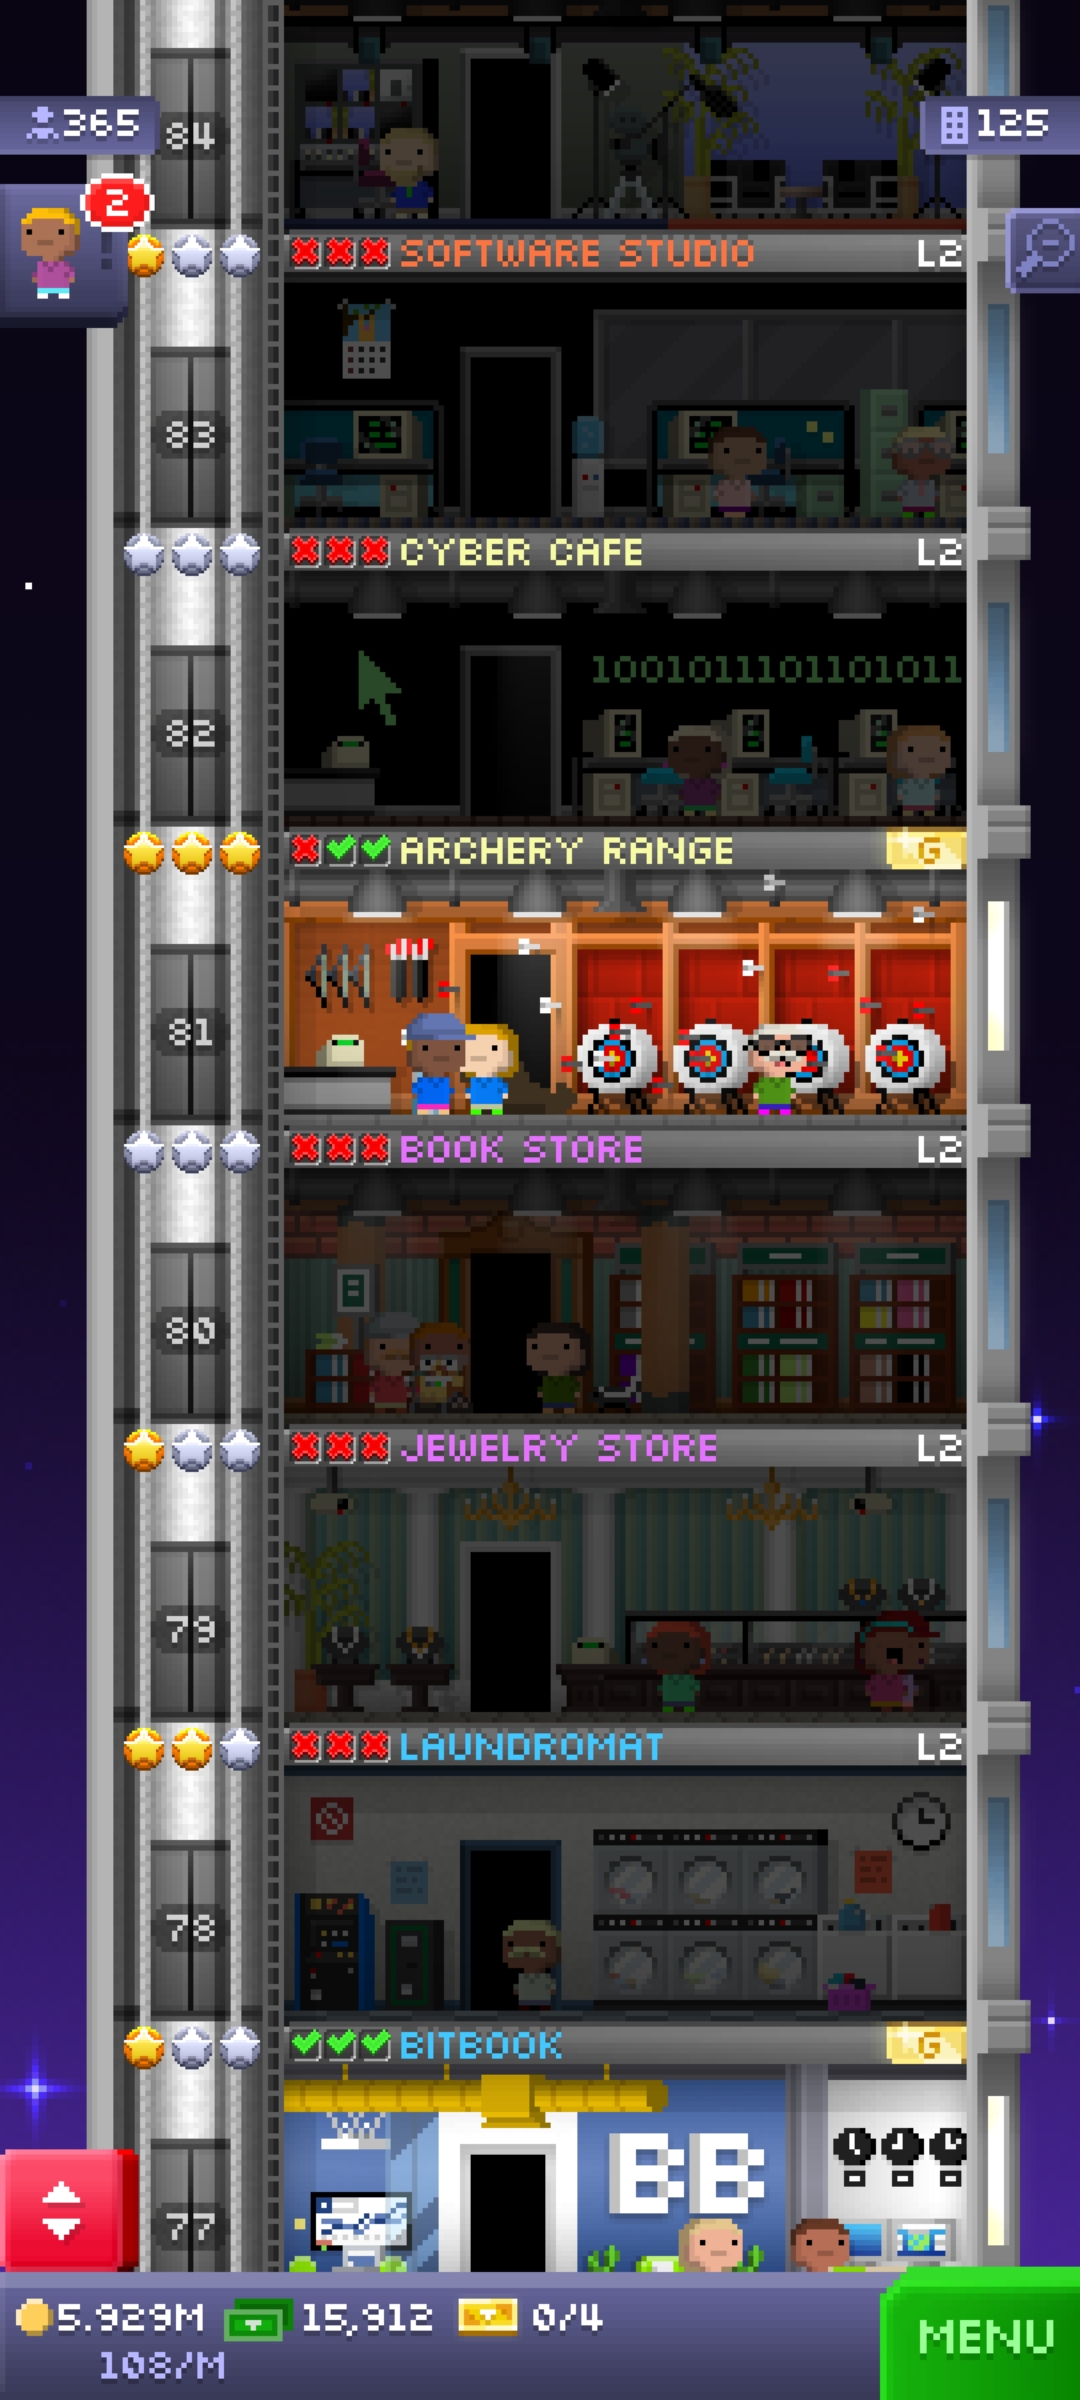 365
125
84
2
SOFTWARE STUDIO L2
83
CYBER CAFE L2
82
1001011101101011
ARCHERY RANGE G
81
BOOK STORE L2
80
JEWELRY STORE L2
79
LAUNDROMAT L2
78
BITBOOK G
BB
77
5.929M 15,912 0/4
MENU
108/M